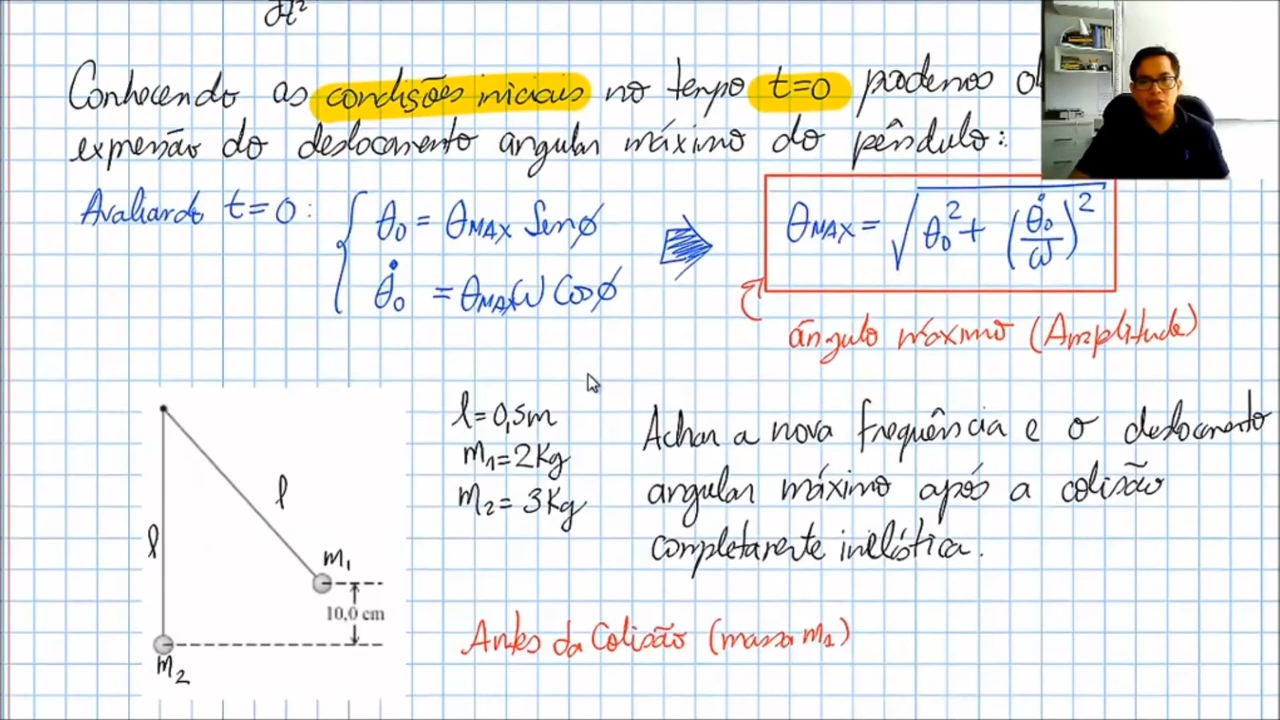 dt²
Conhecendo as condições iniciais no tempo t=0 podemos
expressão do deslocamento angular máximo do pêndulo:
Avaliando t=0: { θ₀ = θMAX Senφ
θ̇₀ = θMAX ω Cosφ
θMAX = √(θ₀² + (θ̇₀/ω)²)
ângulo máximo (Amplitude)
l
l
m₁
10,0 cm
m₂
l=0,5m
m₁=2Kg
m₂=3Kg
Achar a nova frequência e o deslocamento
angular máximo após a colisão
completamente inelástica.
Antes da Colisão (massa m₁)